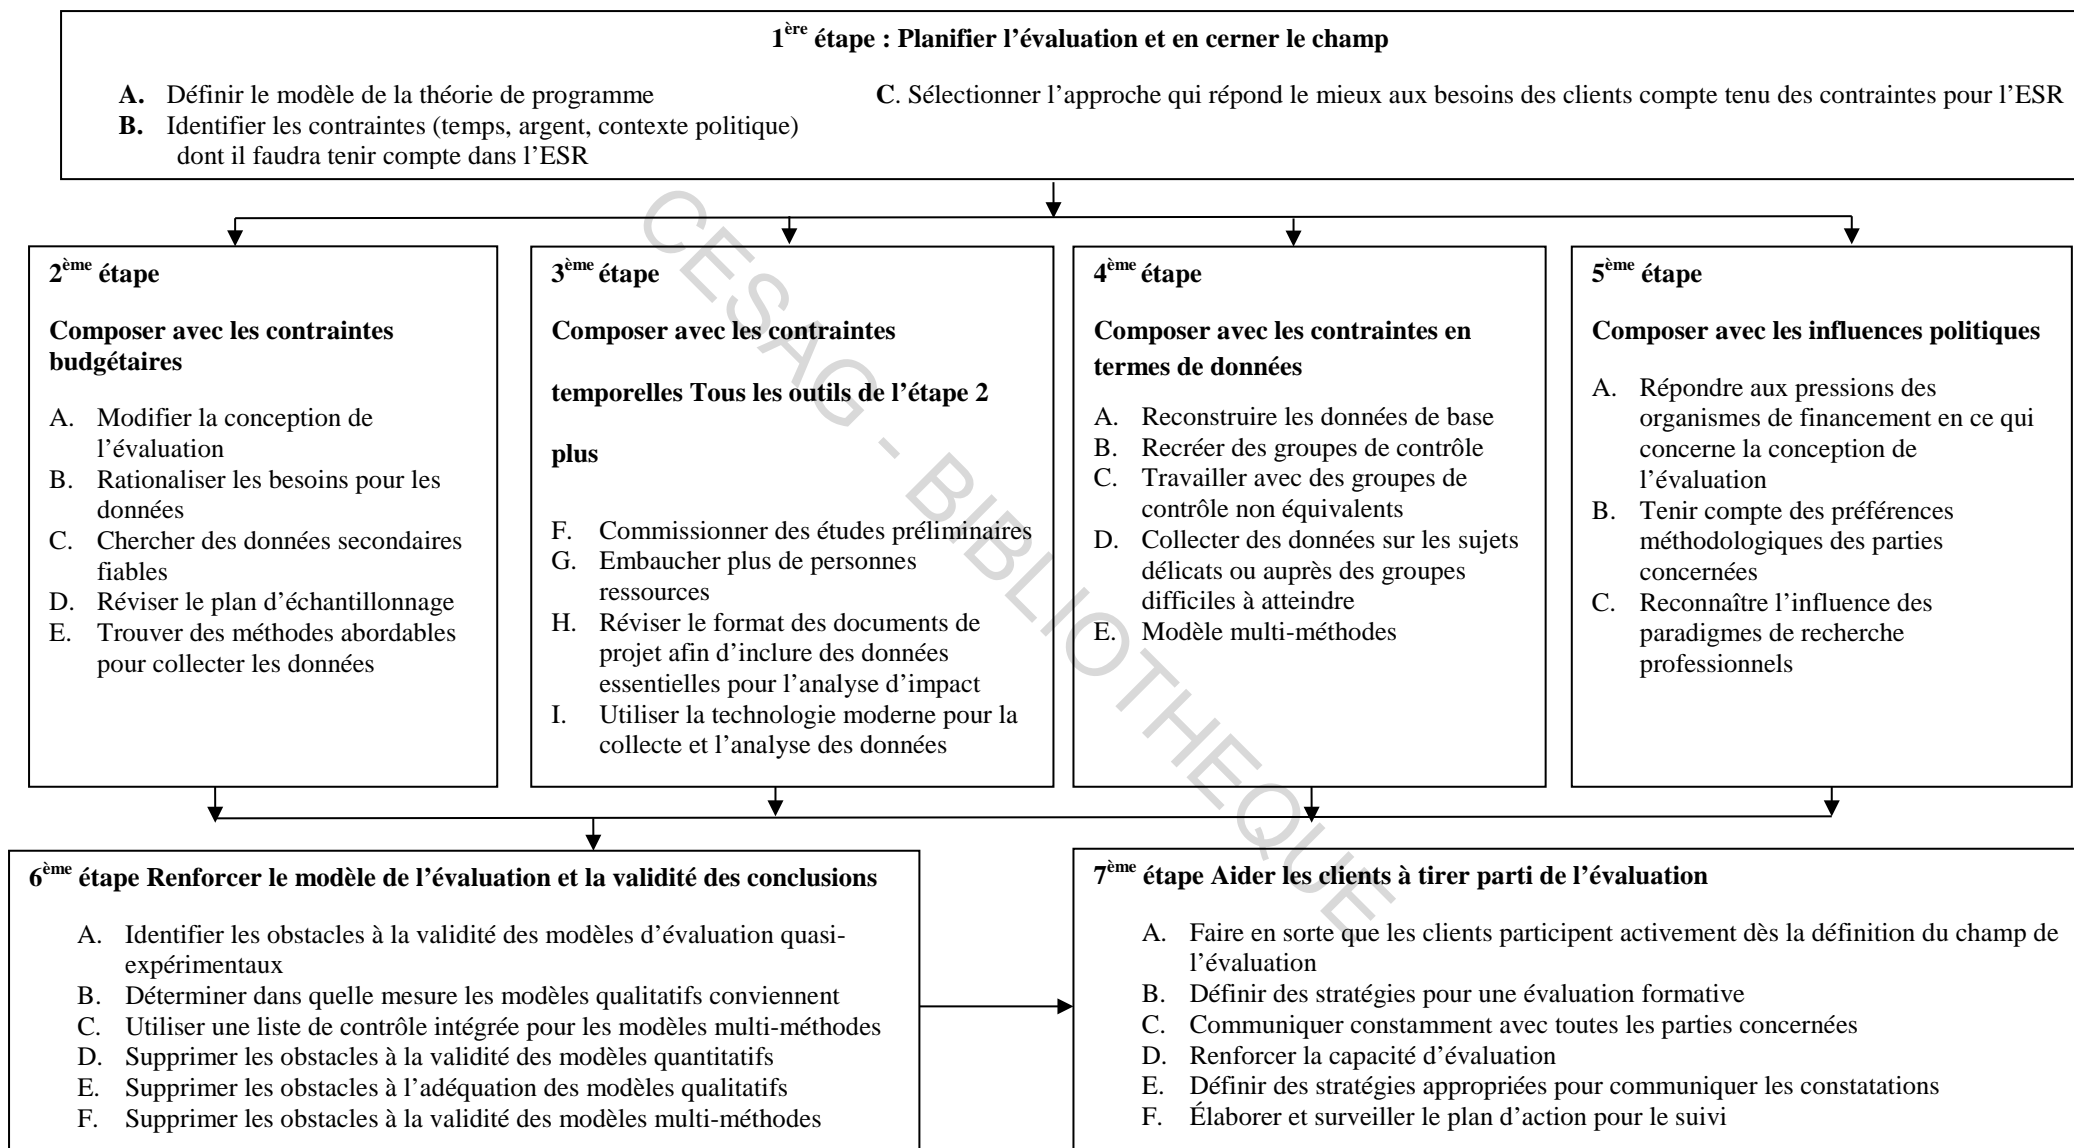 1ère étape : Planifier l’évaluation et en cerner le champ
A. Définir le modèle de la théorie de programme
B. Identifier les contraintes (temps, argent, contexte politique)
dont il faudra tenir compte dans l’ESR
C. Sélectionner l’approche qui répond le mieux aux besoins des clients compte tenu des contraintes pour l’ESR
2ème étape
Composer avec les contraintes
budgétaires
A. Modifier la conception de
l’évaluation
B. Rationaliser les besoins pour les
données
C. Chercher des données secondaires
fiables
D. Réviser le plan d’échantillonnage
E. Trouver des méthodes abordables
pour collecter les données
3ème étape
Composer avec les contraintes
temporelles Tous les outils de l’étape 2
plus
F. Commissionner des études préliminaires
G. Embaucher plus de personnes
ressources
H. Réviser le format des documents de
projet afin d’inclure des données
essentielles pour l’analyse d’impact
I. Utiliser la technologie moderne pour la
collecte et l’analyse des données
4ème étape
Composer avec les contraintes en
termes de données
A. Reconstruire les données de base
B. Recréer des groupes de contrôle
C. Travailler avec des groupes de
contrôle non équivalents
D. Collecter des données sur les sujets
délicats ou auprès des groupes
difficiles à atteindre
E. Modèle multi-méthodes
5ème étape
Composer avec les influences politiques
A. Répondre aux pressions des
organismes de financement en ce qui
concerne la conception de
l’évaluation
B. Tenir compte des préférences
méthodologiques des parties
concernées
C. Reconnaître l’influence des
paradigmes de recherche
professionnels
6ème étape Renforcer le modèle de l’évaluation et la validité des conclusions
A. Identifier les obstacles à la validité des modèles d’évaluation quasi-
expérimentaux
B. Déterminer dans quelle mesure les modèles qualitatifs conviennent
C. Utiliser une liste de contrôle intégrée pour les modèles multi-méthodes
D. Supprimer les obstacles à la validité des modèles quantitatifs
E. Supprimer les obstacles à l’adéquation des modèles qualitatifs
F. Supprimer les obstacles à la validité des modèles multi-méthodes
7ème étape Aider les clients à tirer parti de l’évaluation
A. Faire en sorte que les clients participent activement dès la définition du champ de
l’évaluation
B. Définir des stratégies pour une évaluation formative
C. Communiquer constamment avec toutes les parties concernées
D. Renforcer la capacité d’évaluation
E. Définir des stratégies appropriées pour communiquer les constatations
F. Élaborer et surveiller le plan d’action pour le suivi
CESAG - BIBLIOTHEQUE